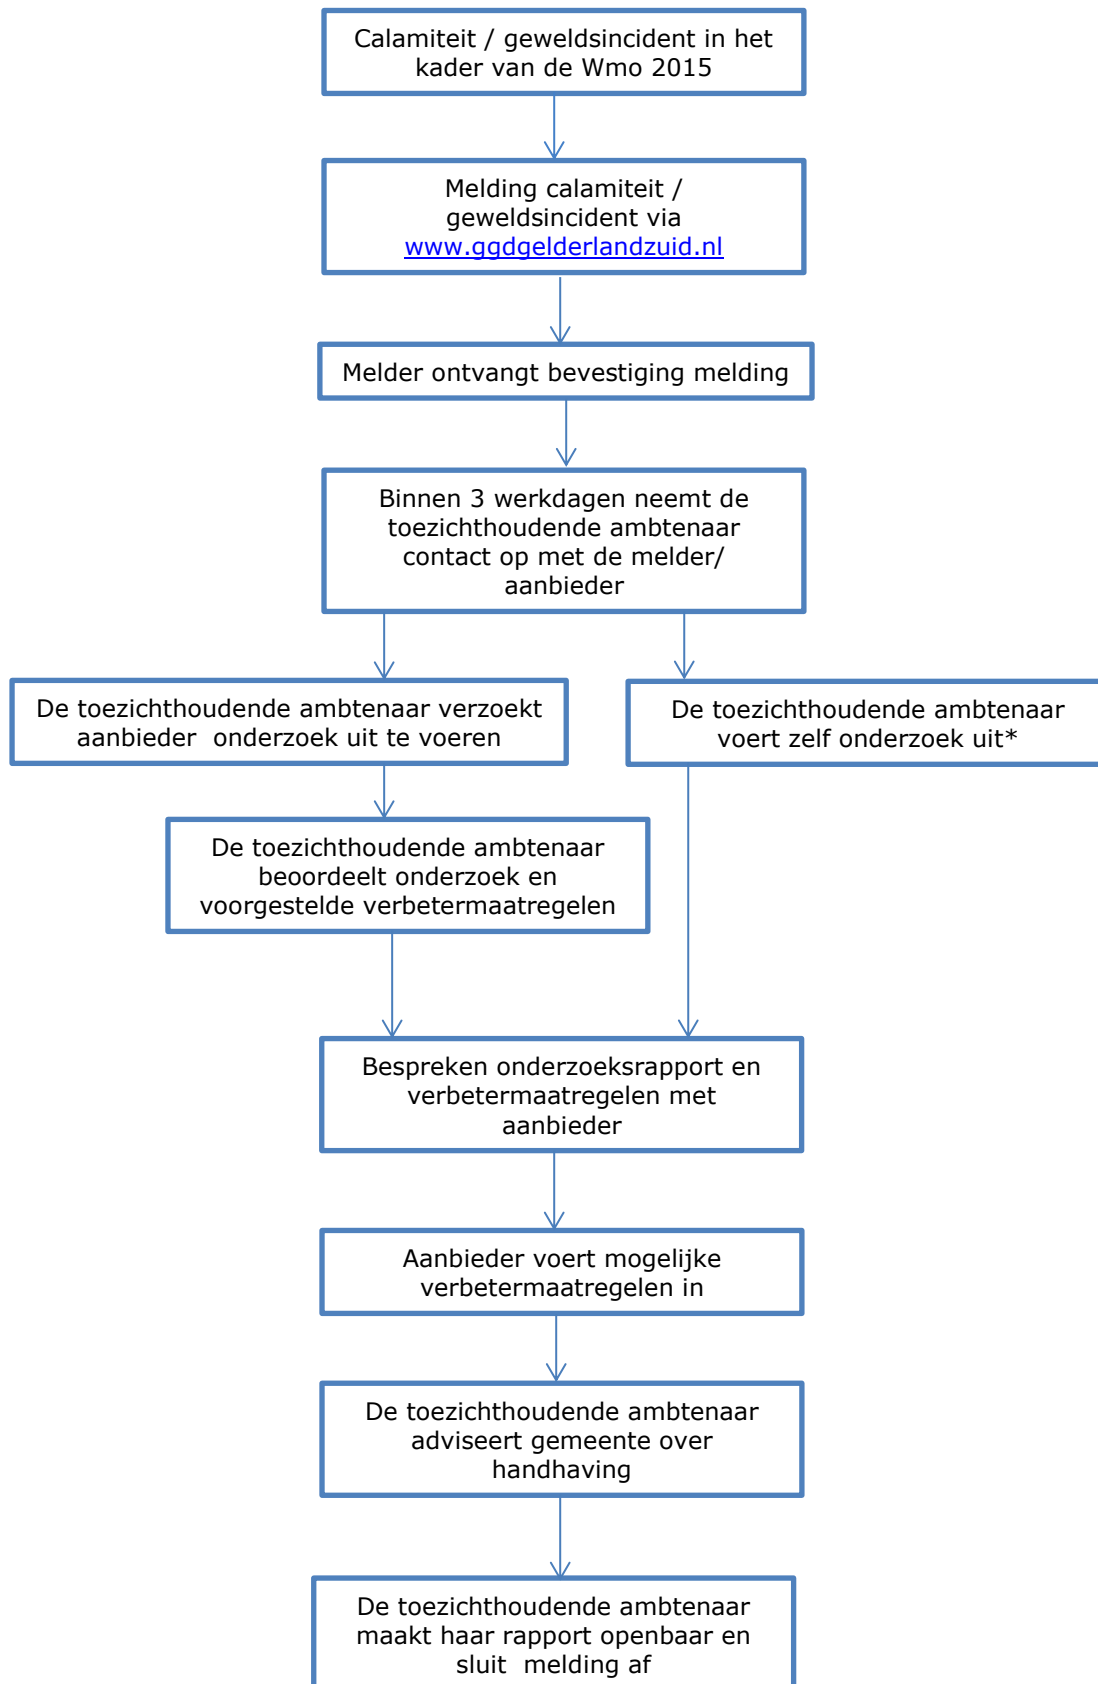 Calamiteit / geweldsincident in het
kader van de Wmo 2015
Melding calamiteit /
geweldsincident via
www.ggdgelderlandzuid.nl
Melder ontvangt bevestiging melding
Binnen 3 werkdagen neemt de
toezichthoudende ambtenaar
contact op met de melder/
aanbieder
De toezichthoudende ambtenaar verzoekt
aanbieder onderzoek uit te voeren
De toezichthoudende ambtenaar
voert zelf onderzoek uit*
De toezichthoudende ambtenaar
beoordeelt onderzoek en
voorgestelde verbetermaatregelen
Bespreken onderzoeksrapport en
verbetermaatregelen met
aanbieder
Aanbieder voert mogelijke
verbetermaatregelen in
De toezichthoudende ambtenaar
adviseert gemeente over
handhaving
De toezichthoudende ambtenaar
maakt haar rapport openbaar en
sluit melding af